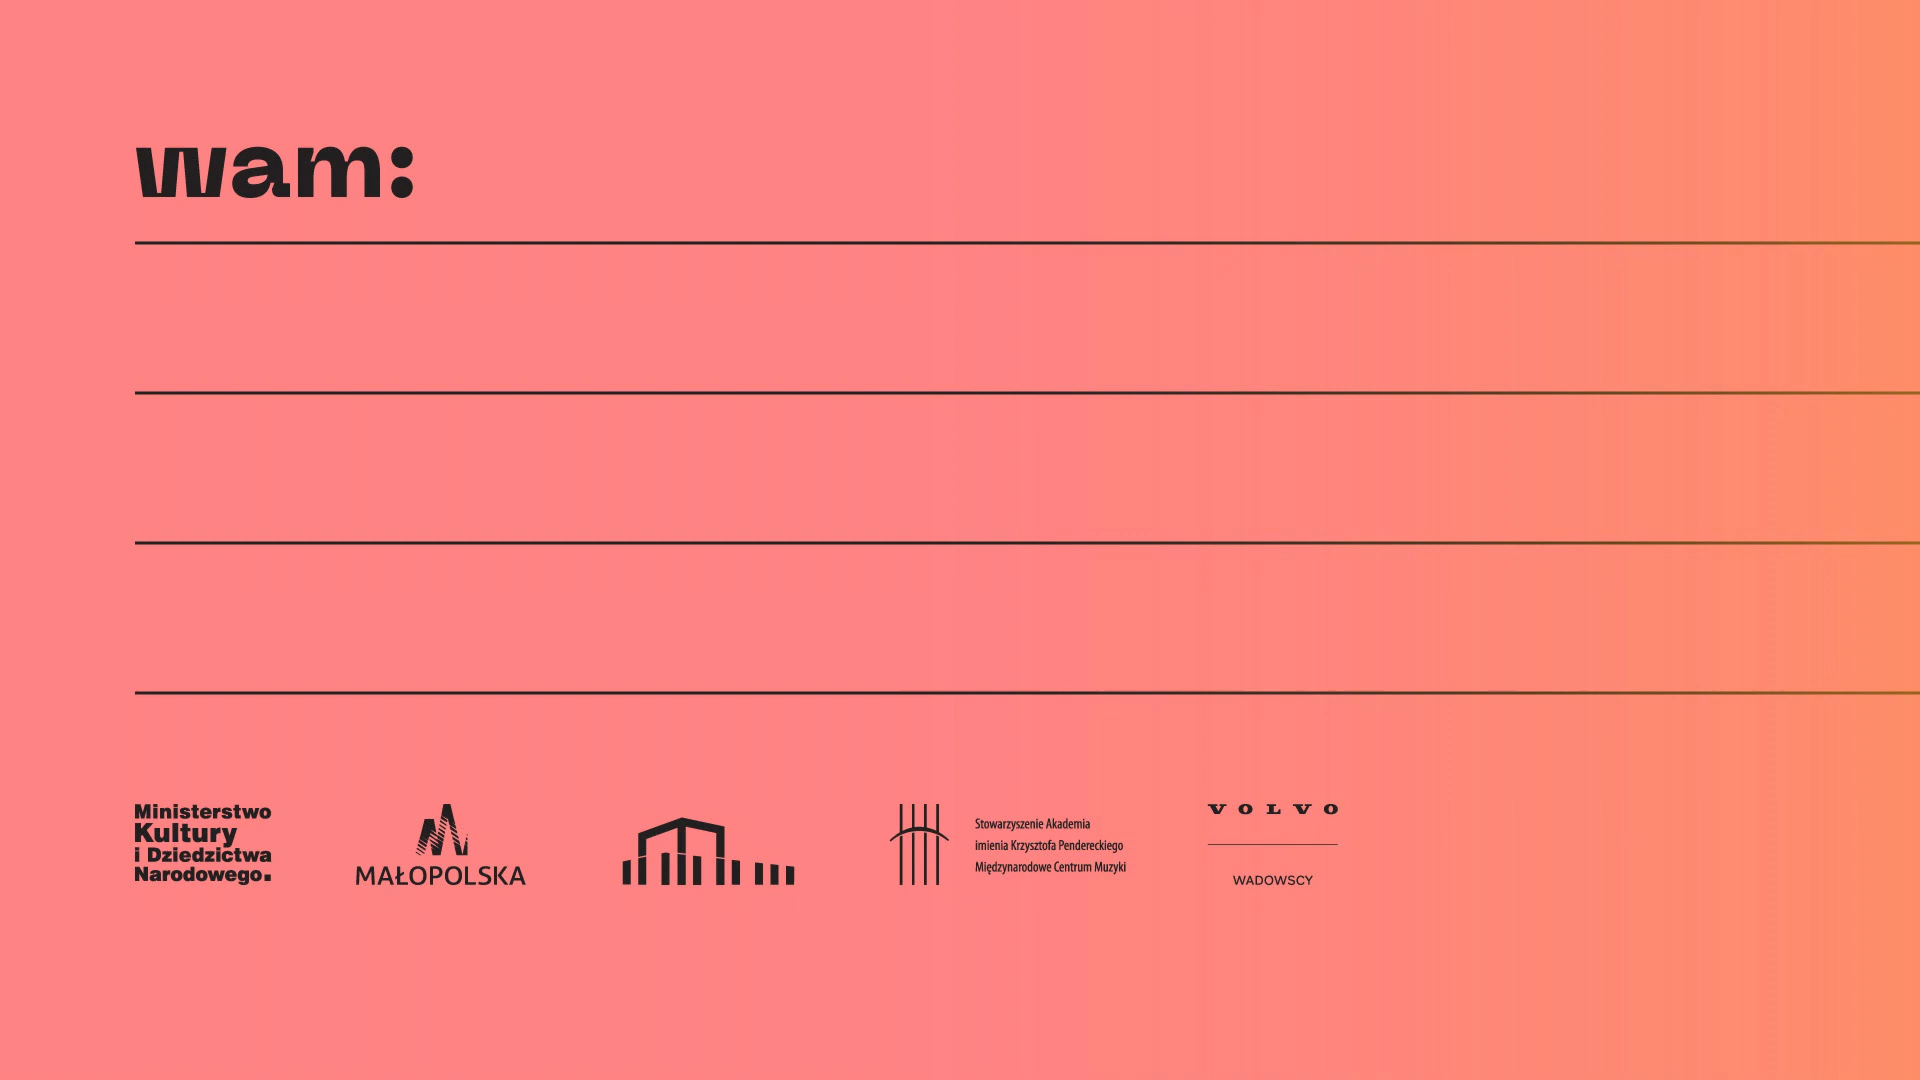 wam:
Ministerstwo
Kultury
i Dziedzictwa
Narodowego.
MAŁOPOLSKA
Stowarzyszenie Akademia
imienia Krzysztofa Pendereckiego
Międzynarodowe Centrum Muzyki
VOLVO
WADOWSCY